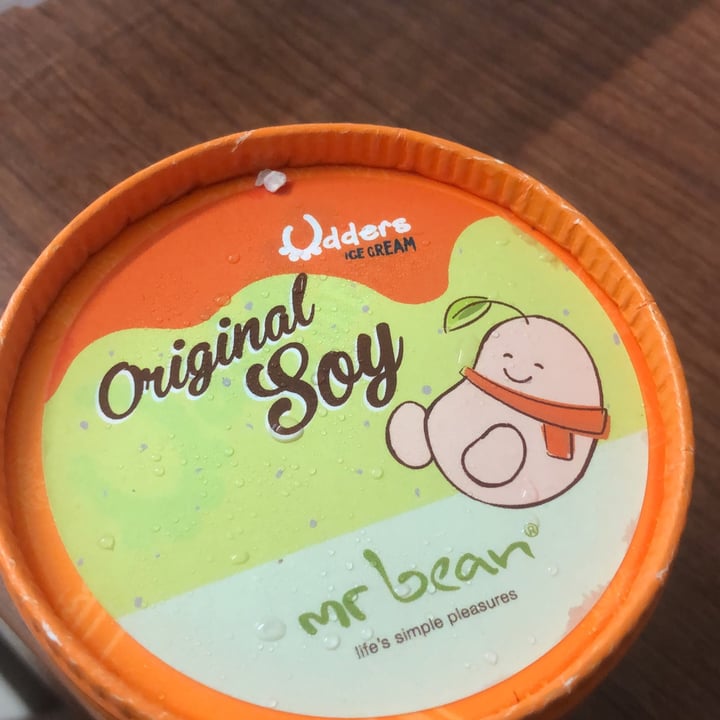 Udders
ICE CREAM
Original
Soy
mr bean®
life's simple pleasures